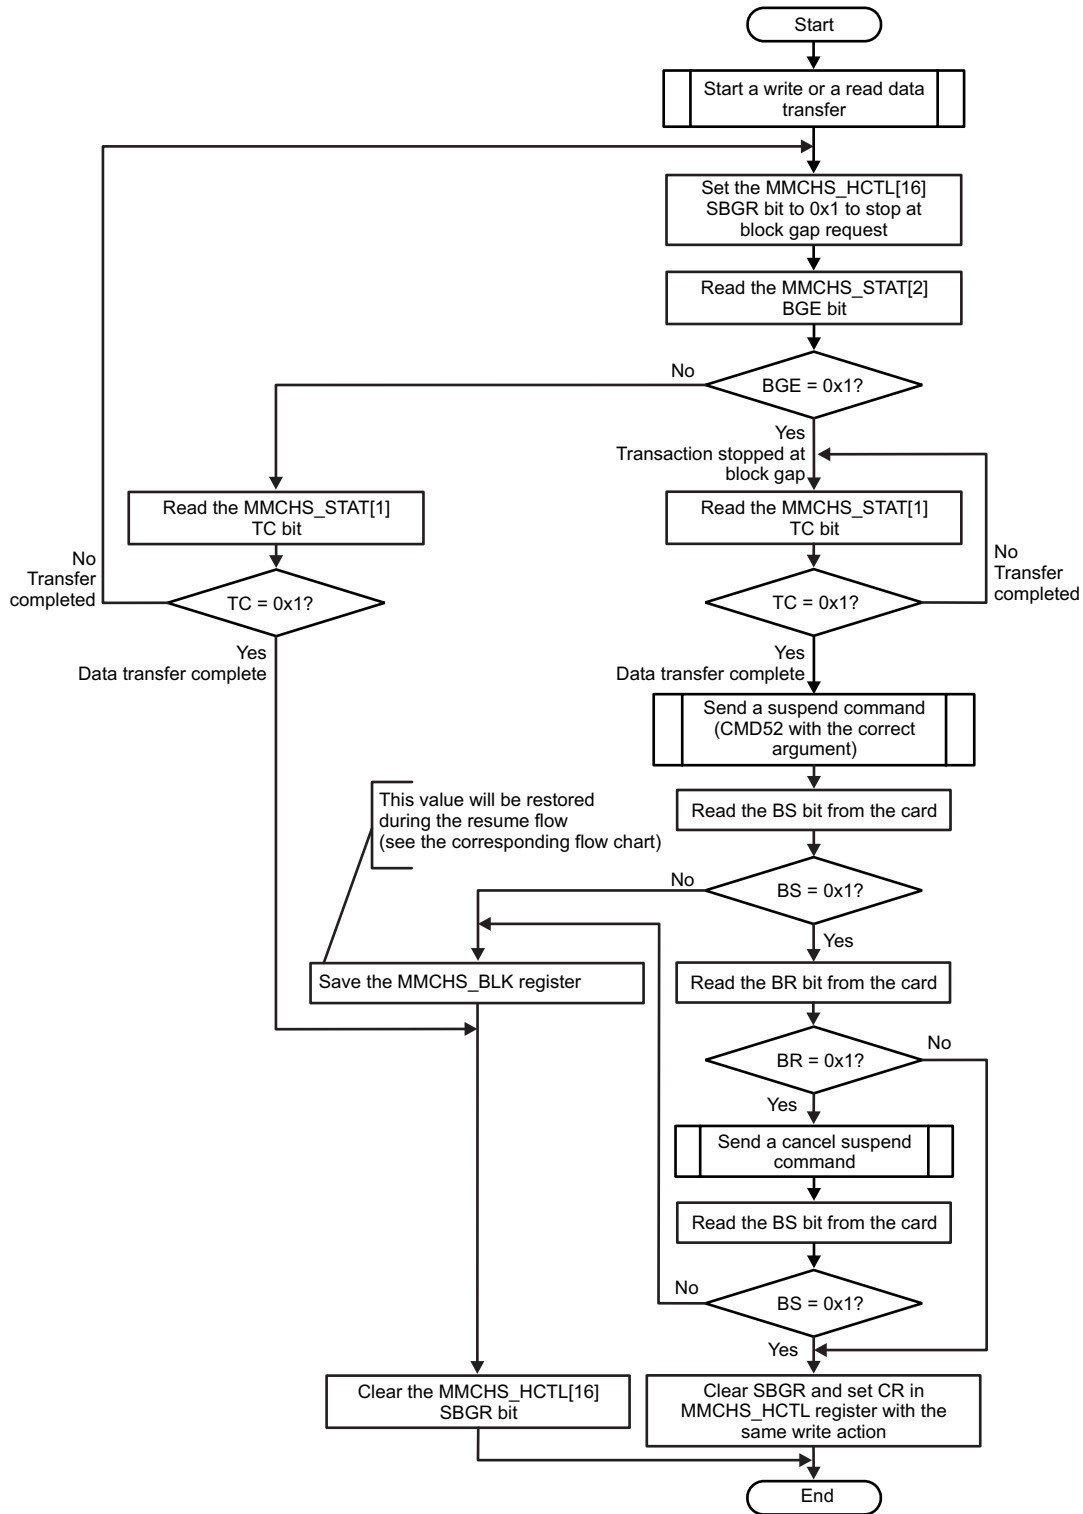 Start
Start a write or a read data
transfer
Set the MMCHS_HCTL[16]
SBGR bit to 0x1 to stop at
block gap request
Read the MMCHS_STAT[2]
BGE bit
No
BGE = 0x1?
Yes
Transaction stopped at
block gap
Read the MMCHS_STAT[1]
TC bit
Read the MMCHS_STAT[1]
TC bit
No
Transfer
completed
TC = 0x1?
TC = 0x1?
No
Transfer
completed
Yes
Data transfer complete
Yes
Data transfer complete
Send a suspend command
(CMD52 with the correct
argument)
This value will be restored
during the resume flow
(see the corresponding flow chart)
Read the BS bit from the card
No
BS = 0x1?
Yes
Save the MMCHS_BLK register
Read the BR bit from the card
No
BR = 0x1?
Yes
Send a cancel suspend
command
Read the BS bit from the card
No
BS = 0x1?
Yes
Clear the MMCHS_HCTL[16]
SBGR bit
Clear SBGR and set CR in
MMCHS_HCTL register with the
same write action
End